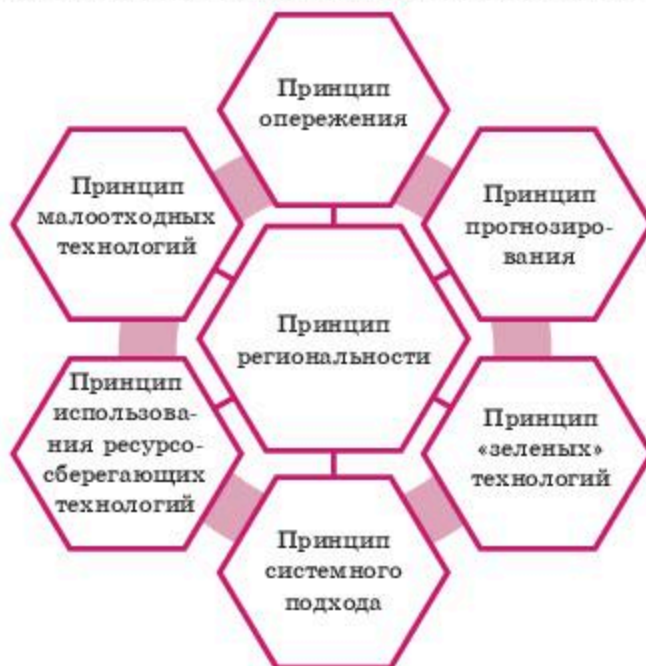 Принцип
опережения
Принцип
малоотходных
технологий
Принцип
прогнозиро-
вания
Принцип
региональности
Принцип
использова-
ния ресурсо-
сберегающих
технологий
Принцип
«зеленых»
технологий
Принцип
системного
подхода